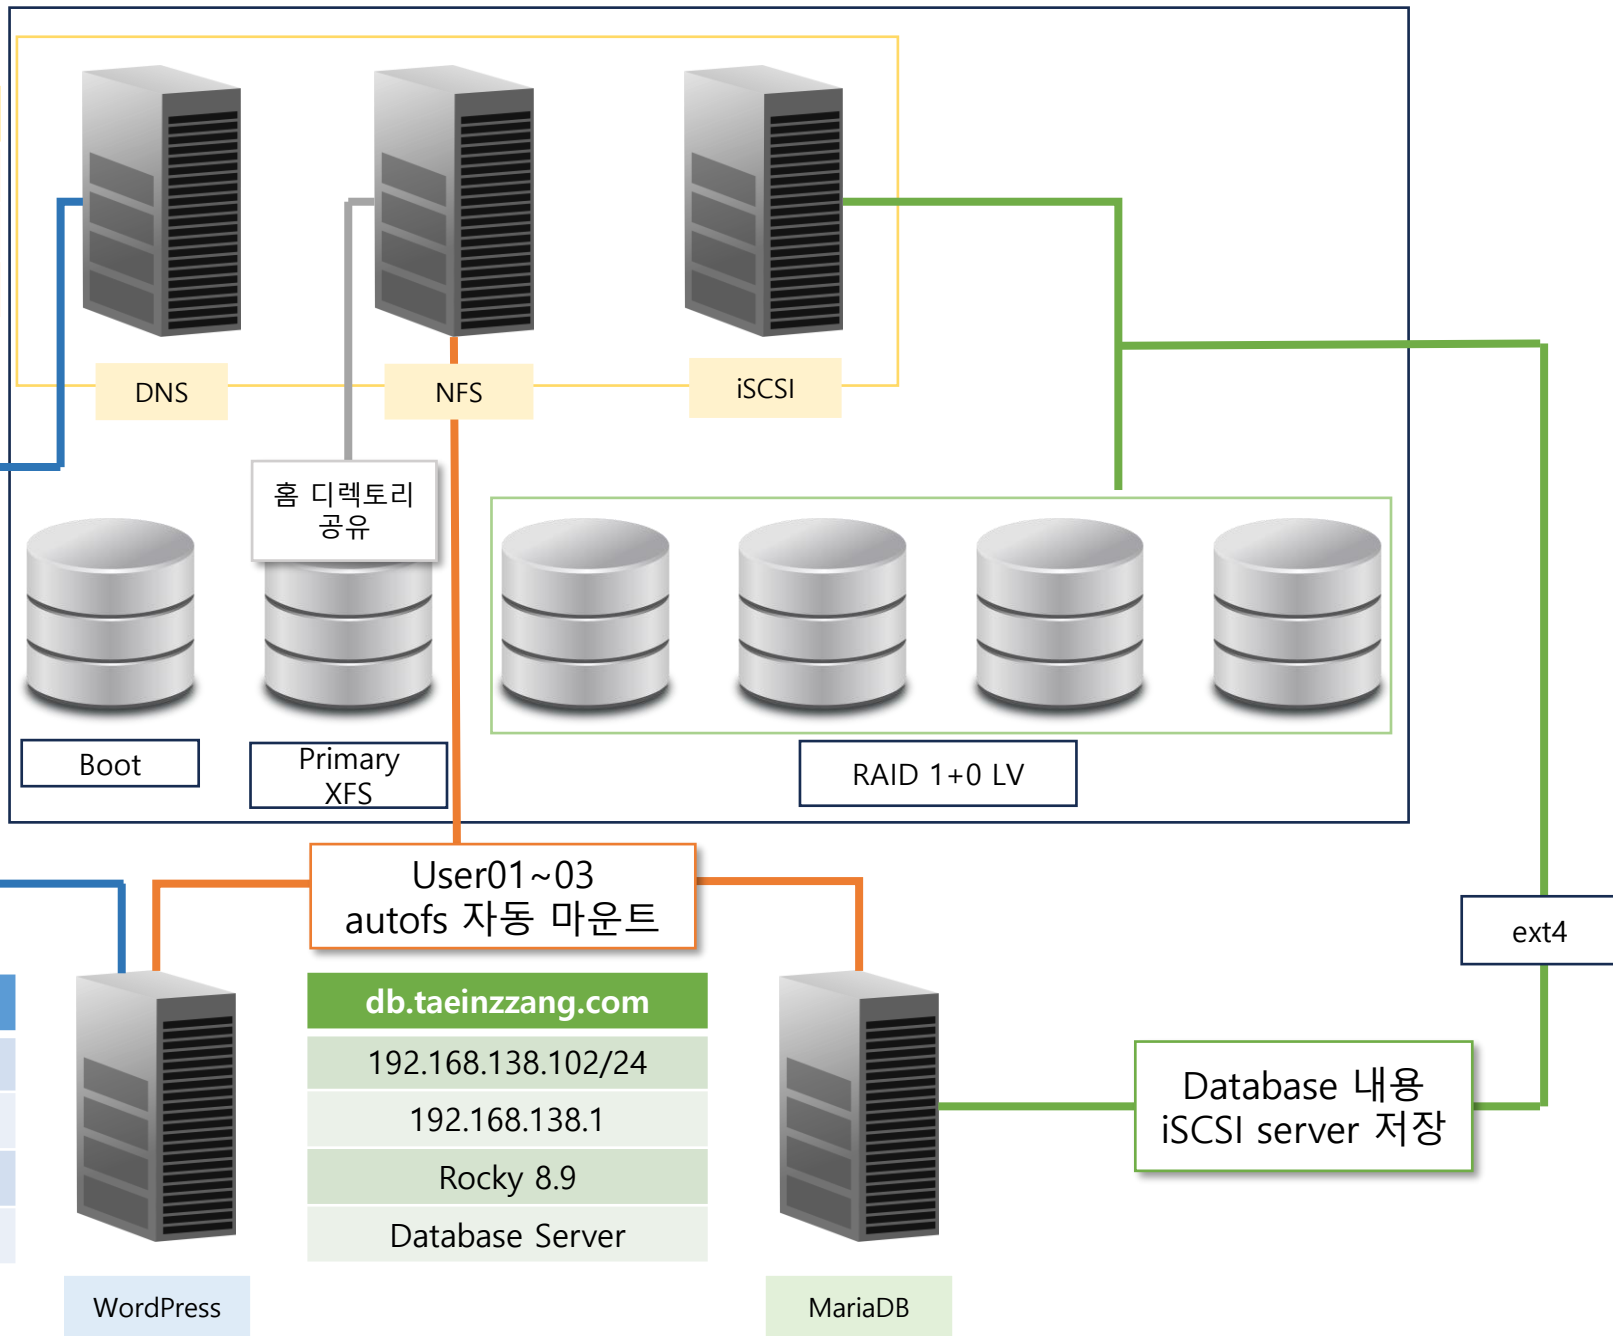 DNS
NFS
iSCSI
홈 디렉토리
공유
Boot
Primary
XFS
RAID 1+0 LV
User01~03
autofs 자동 마운트
ext4
db.taeinzzang.com
192.168.138.102/24
192.168.138.1
Rocky 8.9
Database Server
Database 내용
iSCSI server 저장
WordPress
MariaDB